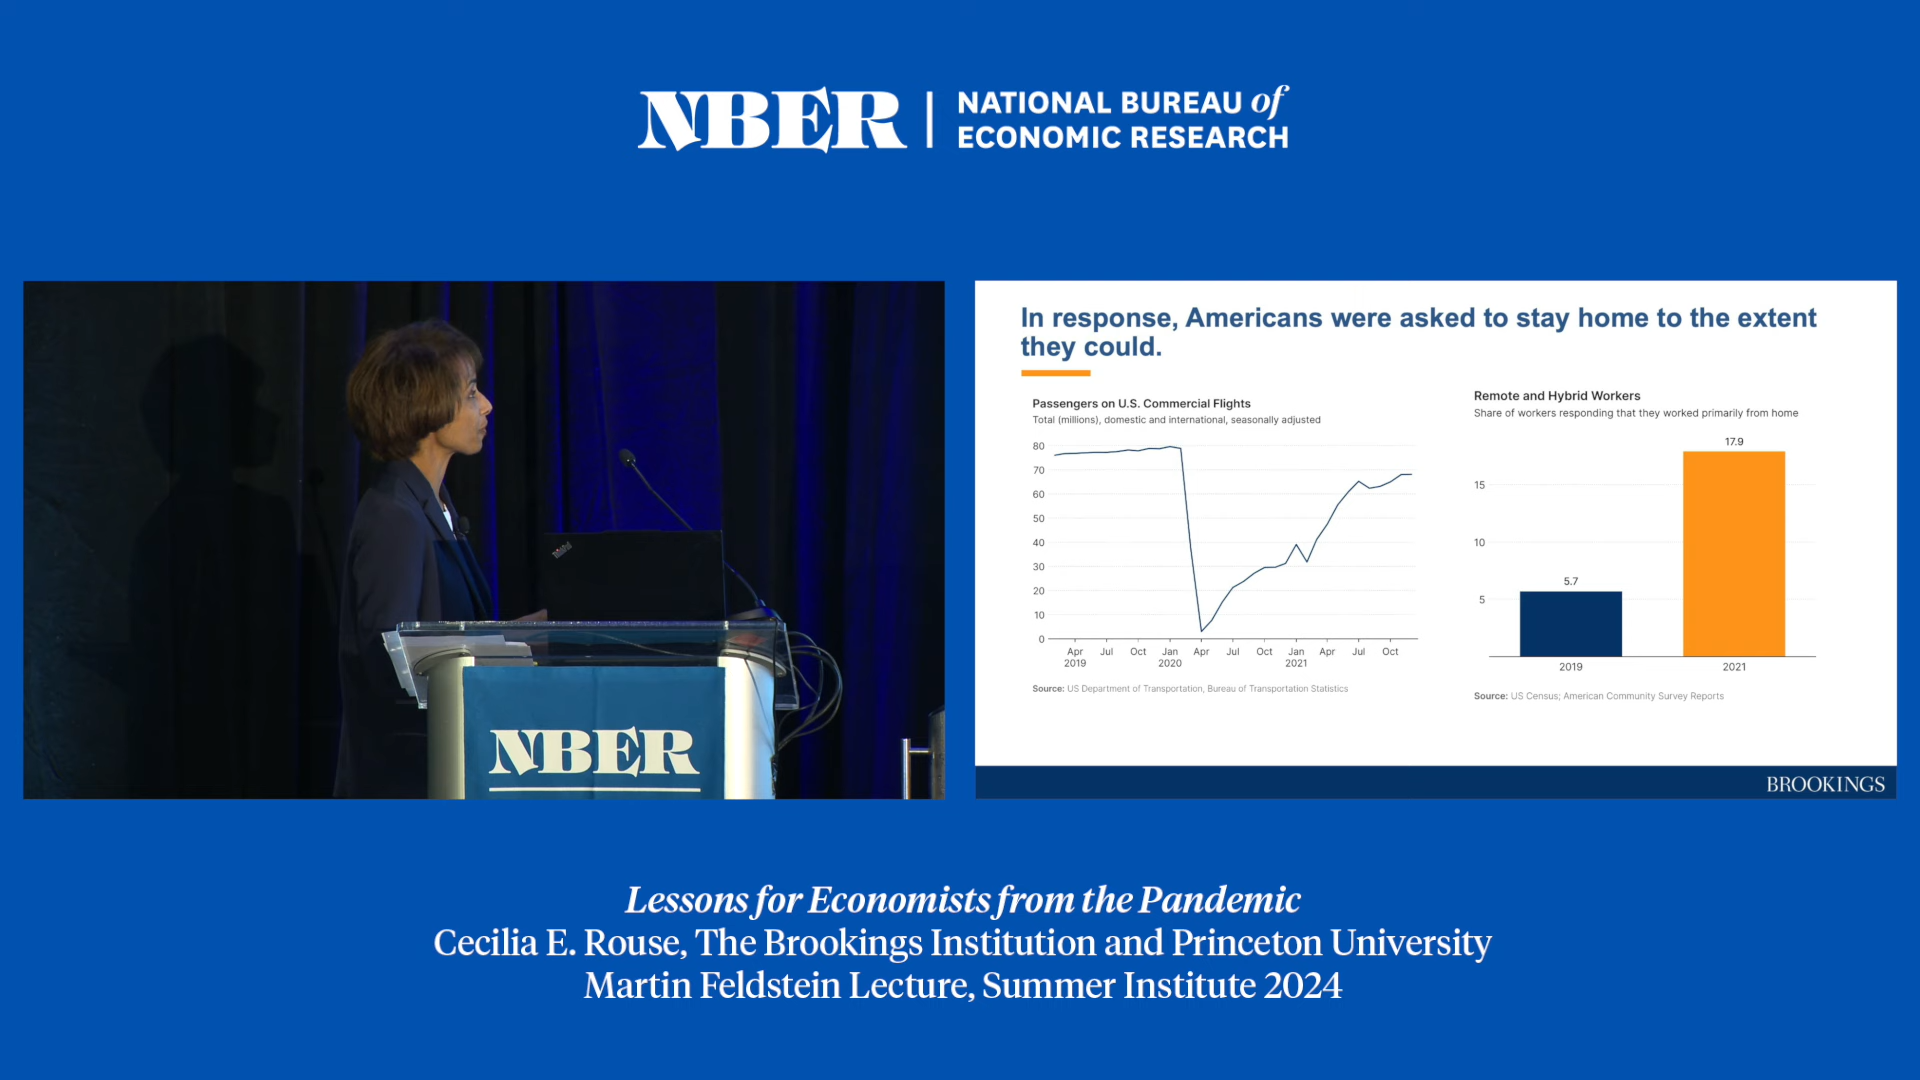 NBER
NATIONAL BUREAU of
ECONOMIC RESEARCH
NBER
In response, Americans were asked to stay home to the extent
they could.
Passengers on U.S. Commercial Flights
Total (millions), domestic and international, seasonally adjusted
80
70
60
50
40
30
20
10
0
Apr Jul Oct Jan Apr Jul Oct Jan Apr Jul Oct
2019 2020 2021
Source: US Department of Transportation, Bureau of Transportation Statistics
Remote and Hybrid Workers
Share of workers responding that they worked primarily from home
17.9
15
10
5.7
5
2019 2021
Source: US Census; American Community Survey Reports
BROOKINGS
Lessons for Economists from the Pandemic
Cecilia E. Rouse, The Brookings Institution and Princeton University
Martin Feldstein Lecture, Summer Institute 2024